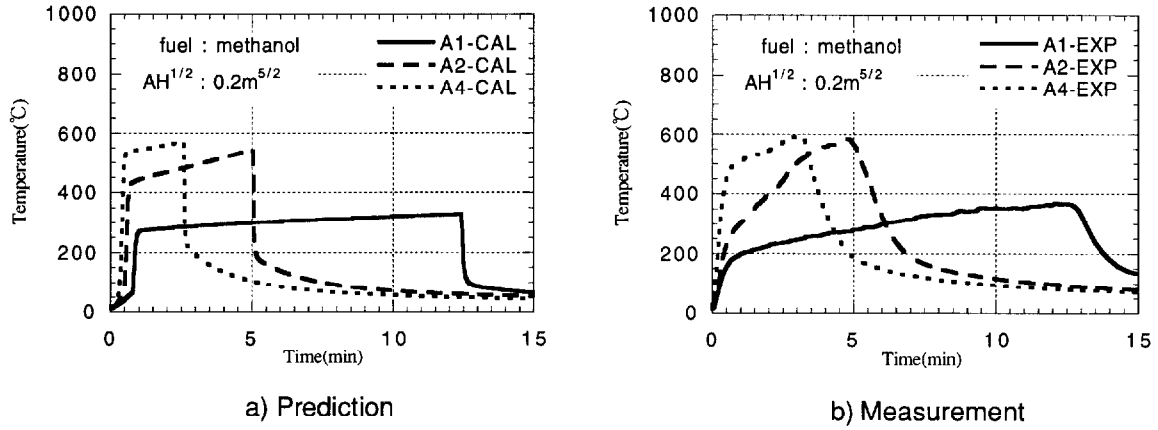 1000
800
600
400
200
0
Temperature(℃)
fuel : methanol
AH1/2 : 0.2m5/2
A1-CAL
A2-CAL
A4-CAL
0 5 10 15
Time(min)
a) Prediction
1000
800
600
400
200
0
Temperature(℃)
fuel : methanol
AH1/2 : 0.2m5/2
A1-EXP
A2-EXP
A4-EXP
0 5 10 15
Time(min)
b) Measurement